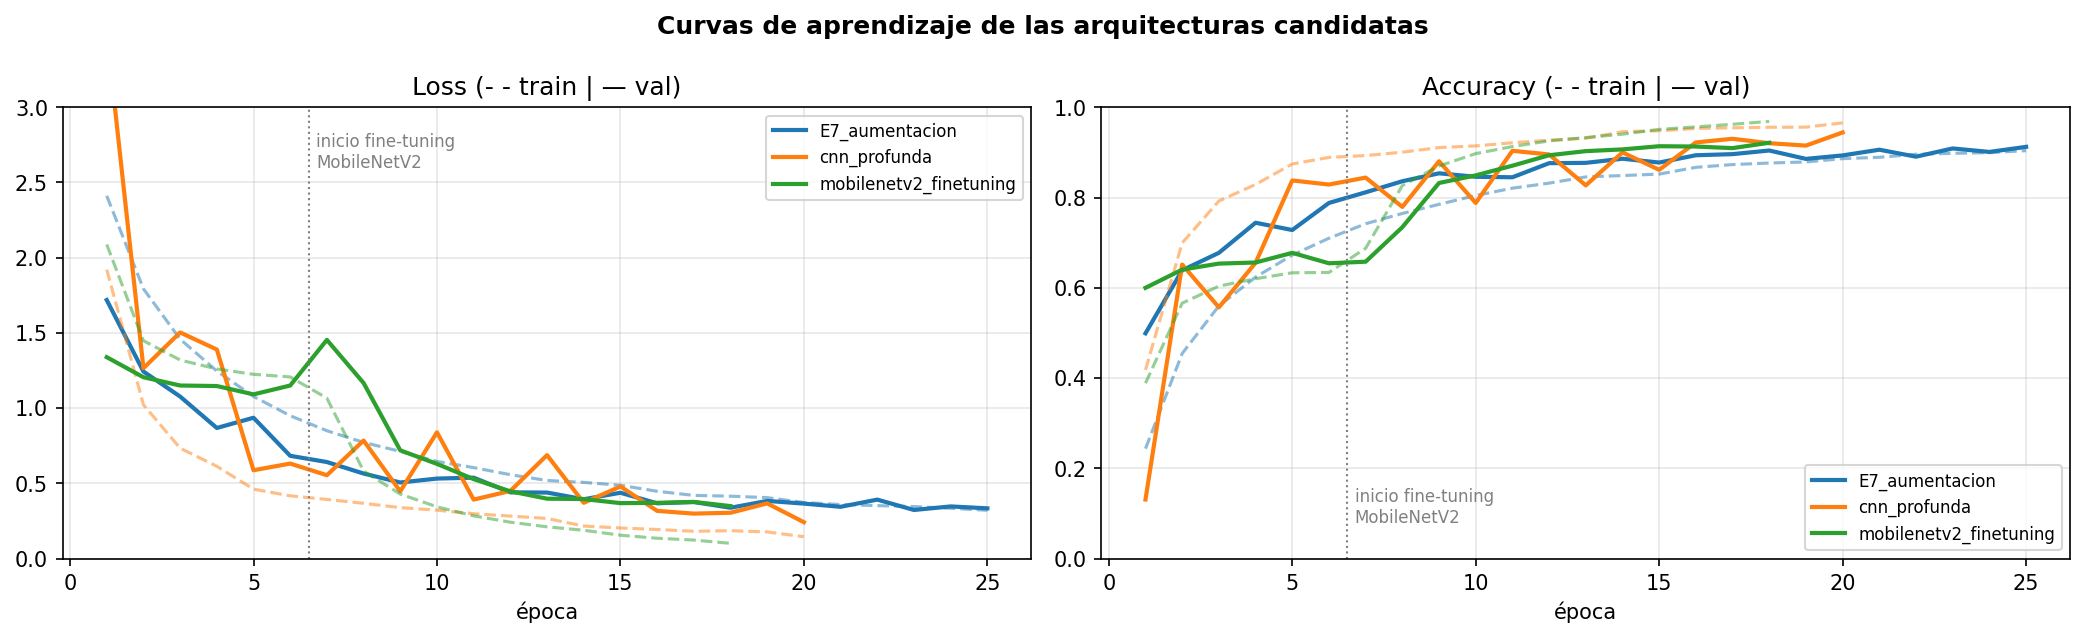 Curvas de aprendizaje de las arquitecturas candidatas
Loss (- - train | — val)
3.0
2.5
2.0
1.5
1.0
0.5
0.0
0
5
10
15
20
25
época
inicio fine-tuning
MobileNetV2
E7_aumentacion
cnn_profunda
mobilenetv2_finetuning
Accuracy (- - train | — val)
1.0
0.8
0.6
0.4
0.2
0.0
0
5
10
15
20
25
época
inicio fine-tuning
MobileNetV2
E7_aumentacion
cnn_profunda
mobilenetv2_finetuning